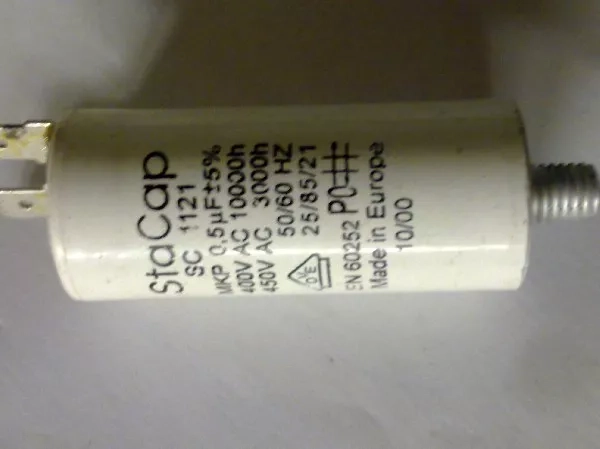 StaCap
SC 1121
MKP 0,5µF±5%
400V AC 10000h
450V AC 3000h
50/60 HZ
25/85/21
DVE
EN 60252 P0
Made in Europe
10/00